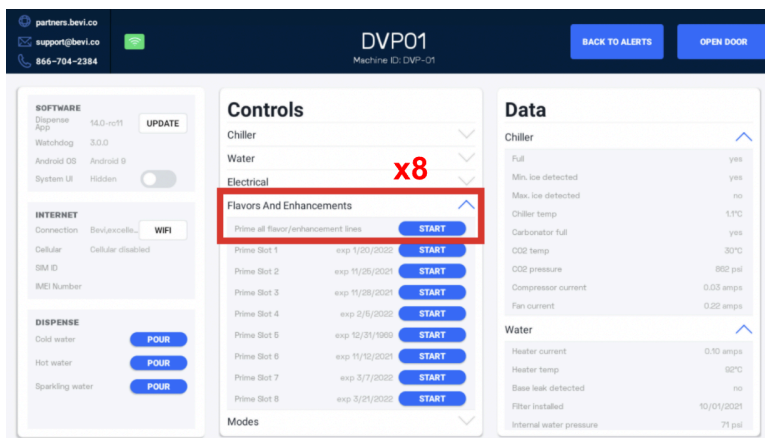 partners.bevi.co
support@bevi.co
866-704-2384
DVP01
Machine ID: DVP-01
BACK TO ALERTS
OPEN DOOR
SOFTWARE
Dispense App 14.0-ro11 UPDATE
Watchdog 3.0.0
Android OS Android 9
System UI Hidden
INTERNET
Connection Bevi,excelle... WIFI
Cellular Cellular disabled
SIM ID
IMEI Number
DISPENSE
Cold water POUR
Hot water POUR
Sparkling water POUR
Controls
Chiller
Water
x8
Electrical
Flavors And Enhancements
Prime all flavor/enhancement lines START
Prime Slot 1 exp 1/20/2022 START
Prime Slot 2 exp 11/26/2021 START
Prime Slot 3 exp 11/28/2021 START
Prime Slot 4 exp 2/6/2022 START
Prime Slot 5 exp 12/31/1969 START
Prime Slot 6 exp 11/12/2021 START
Prime Slot 7 exp 3/7/2022 START
Prime Slot 8 exp 3/21/2022 START
Modes
Data
Chiller
Full yes
Min. ice detected yes
Max. ice detected no
Chiller temp 1.1°C
Carbonator full yes
CO2 temp 30°C
CO2 pressure 862 psi
Compressor current 0.03 amps
Fan current 0.22 amps
Water
Heater current 0.10 amps
Heater temp 92°C
Base leak detected no
Filter Installed 10/01/2021
Internal water pressure 71 psi